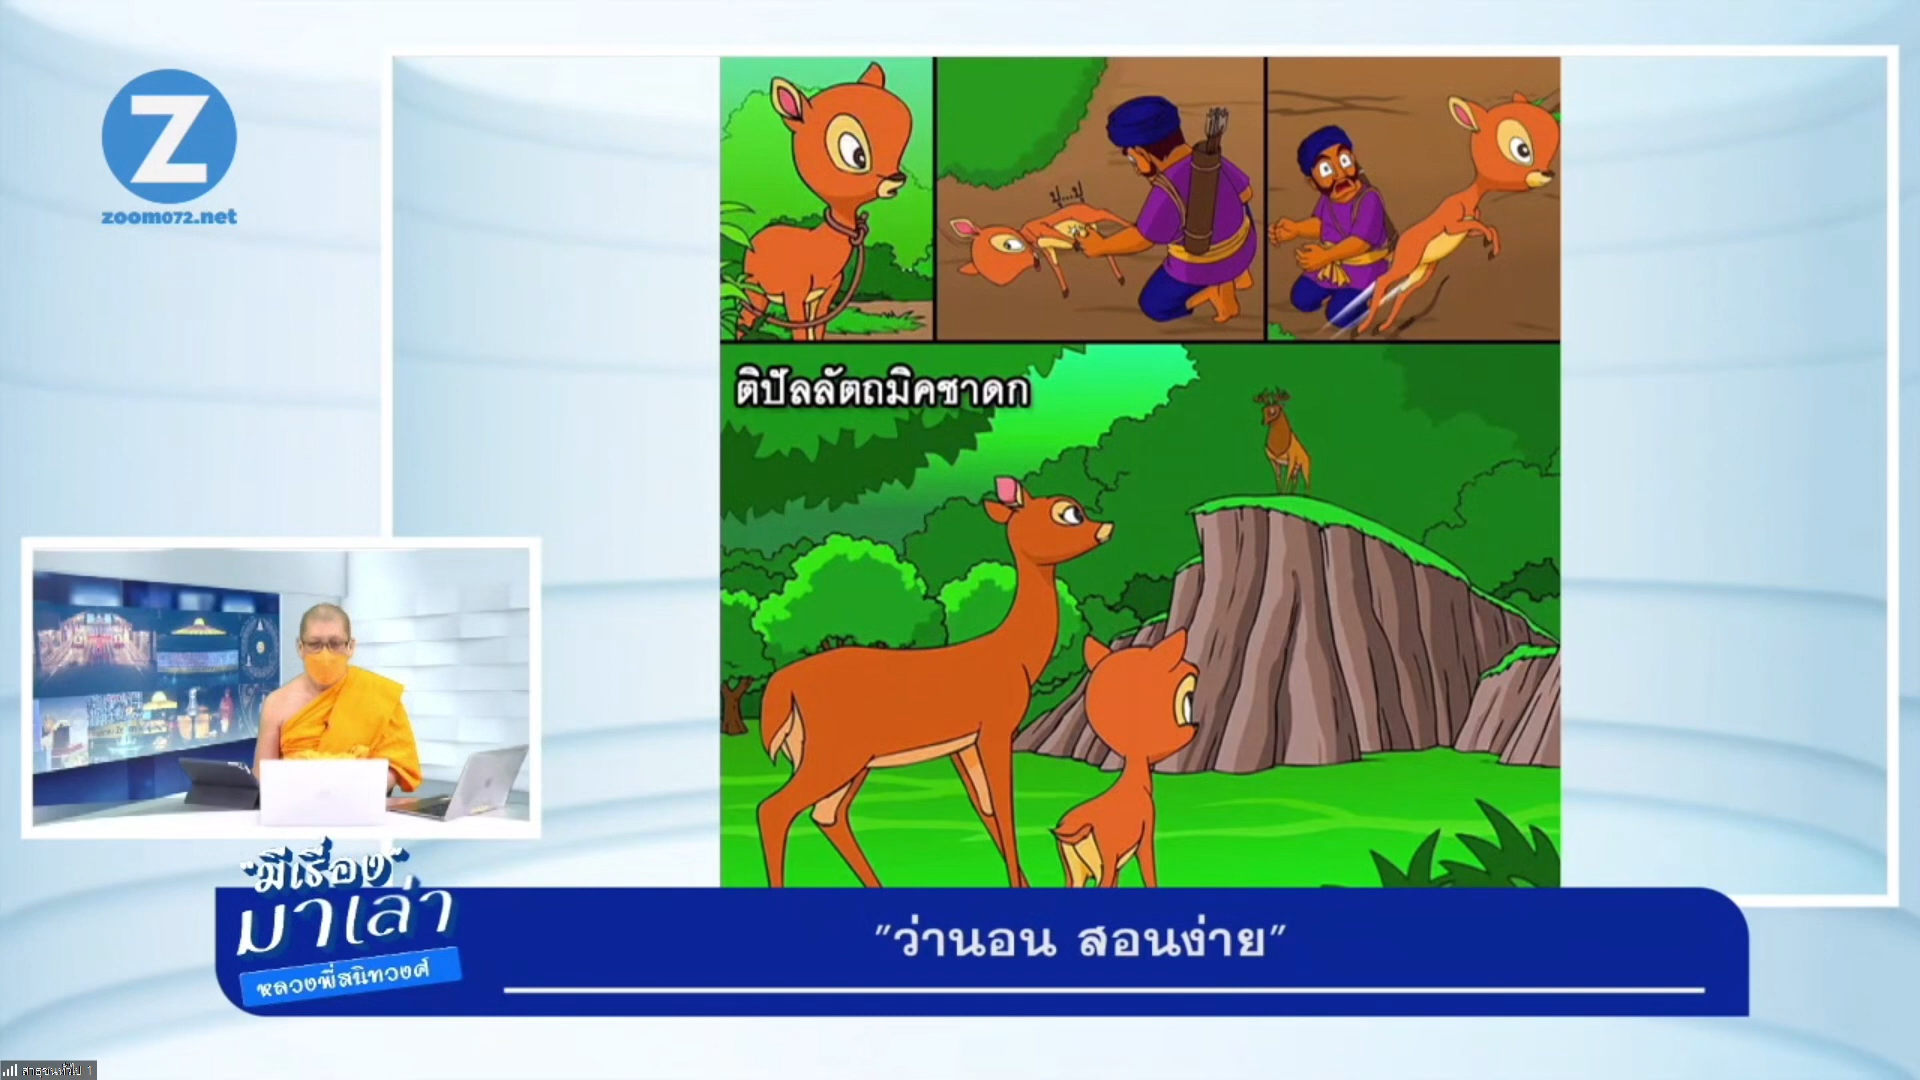 Z
zoom072.net
ปุ...ปุ
ติปัลลัตถมิคชาดก
"มีเรื่อง
มาเล่า"
หลวงพี่สนิทวงศ์
"ว่านอน สอนง่าย"